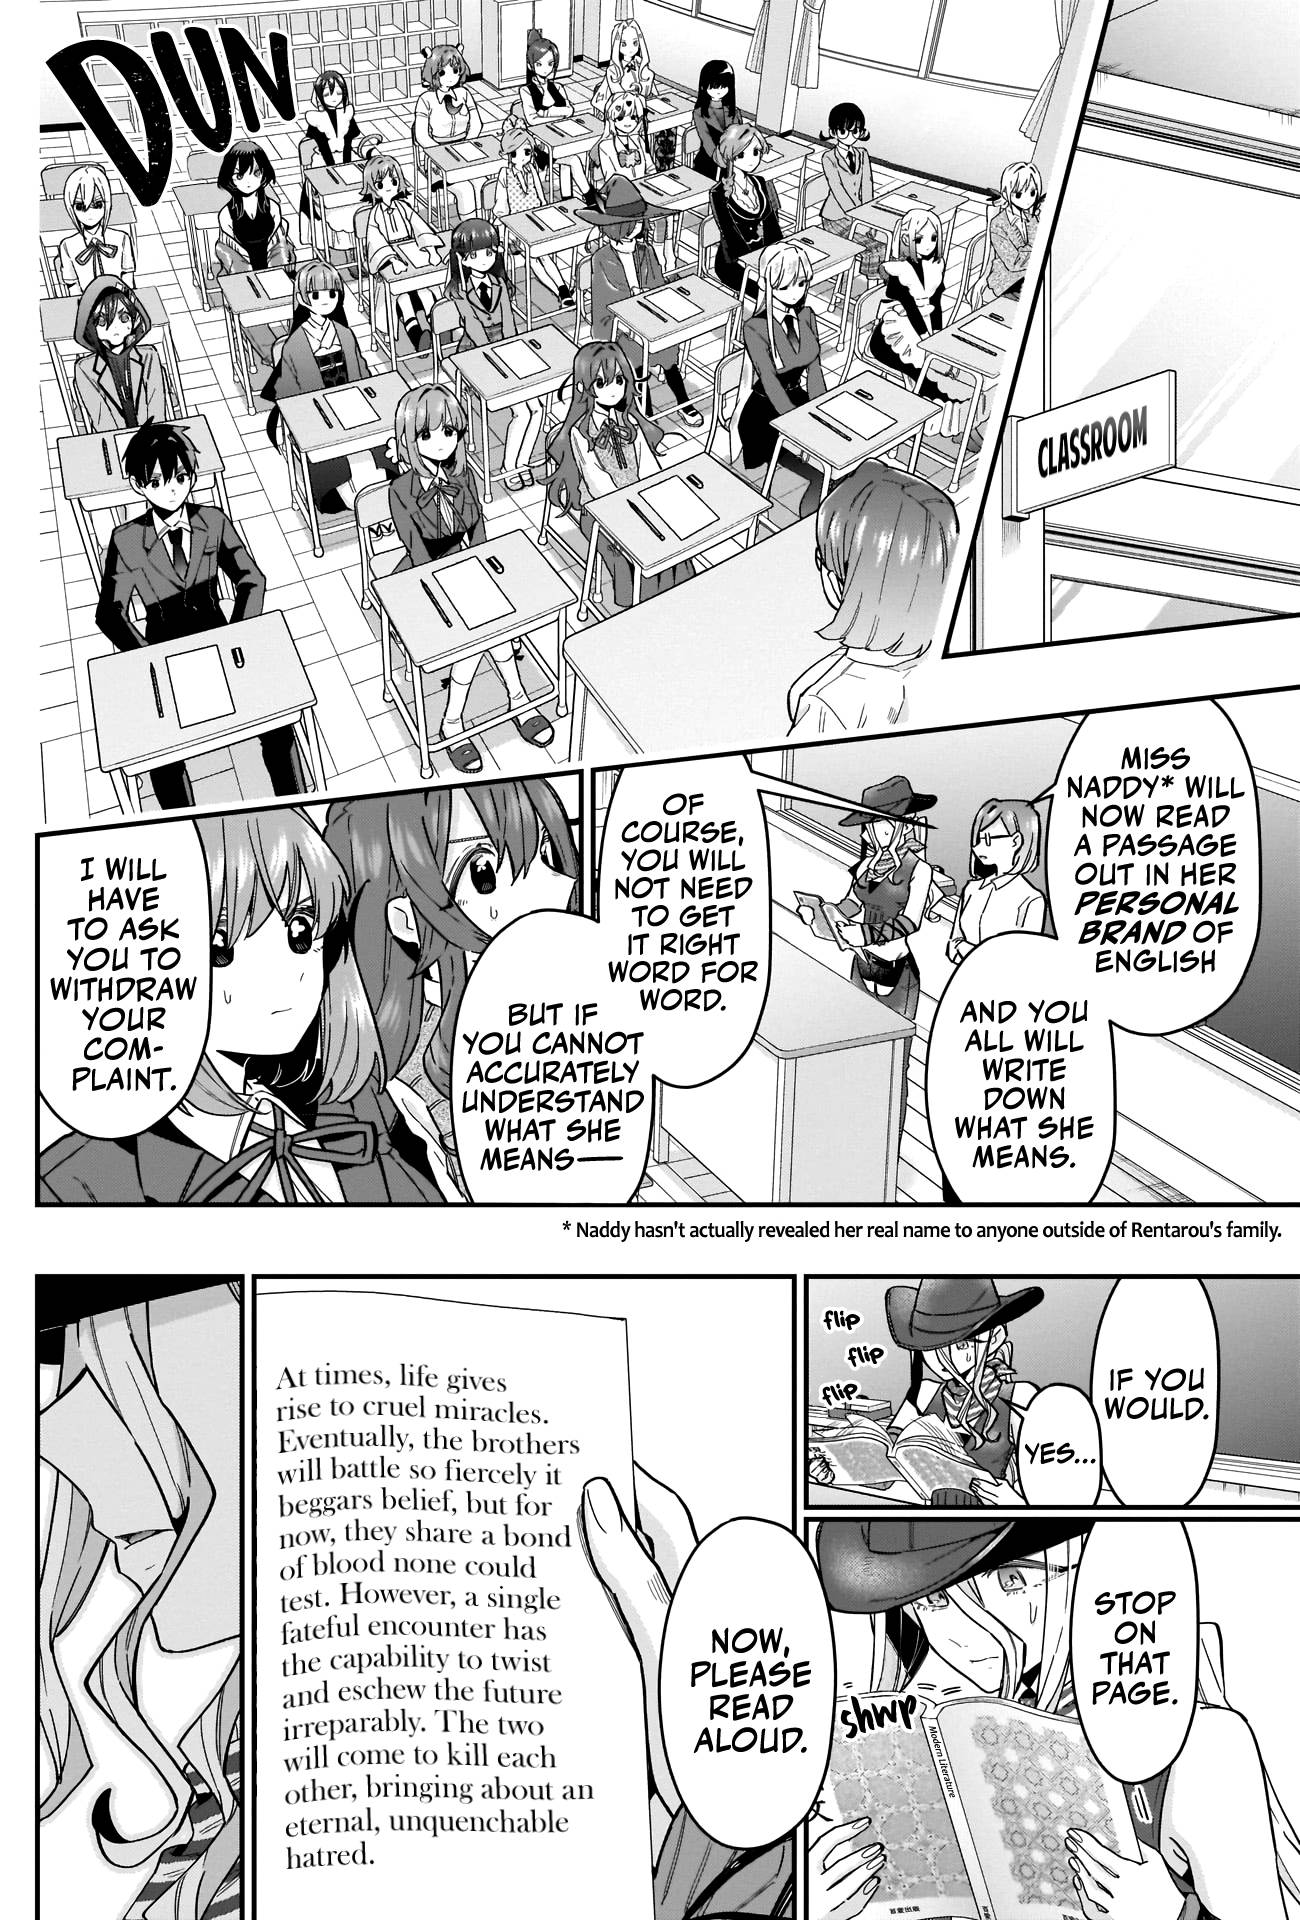 CLASSROOM
DUN
MISS
NADDY* WILL
NOW READ
A PASSAGE
OUT IN HER
PERSONAL
BRAND OF
ENGLISH
AND YOU
ALL WILL
WRITE
DOWN
WHAT SHE
MEANS.
OF
COURSE,
YOU WILL
NOT NEED
TO GET
IT RIGHT
WORD FOR
WORD.
BUT IF
YOU CANNOT
ACCURATELY
UNDERSTAND
WHAT SHE
MEANS—
I WILL
HAVE
TO ASK
YOU TO
WITHDRAW
YOUR
COM-
PLAINT.
* Naddy hasn't actually revealed her real name to anyone outside of Rentarou's family.
IF YOU
WOULD.
YES...
flip
flip
flip
STOP
ON
THAT
PAGE.
shwp
Modern Literature
NOW,
PLEASE
READ
ALOUD.
At times, life gives
rise to cruel miracles.
Eventually, the brothers
will battle so fiercely it
beggars belief, but for
now, they share a bond
of blood none could
test. However, a single
fateful encounter has
the capability to twist
and eschew the future
irreparably. The two
will come to kill each
other, bringing about an
eternal, unquenchable
hatred.